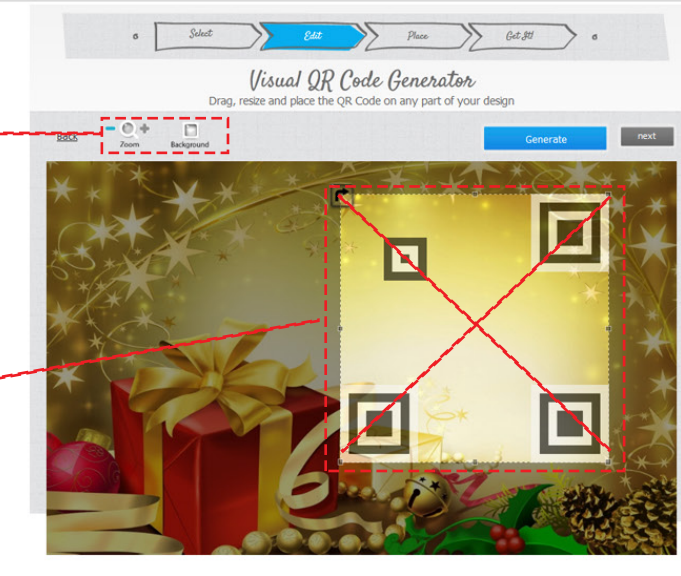 Select Edit Place Get It!
Visual QR Code Generator
Drag, resize and place the QR Code on any part of your design
Back Zoom Background Generate next